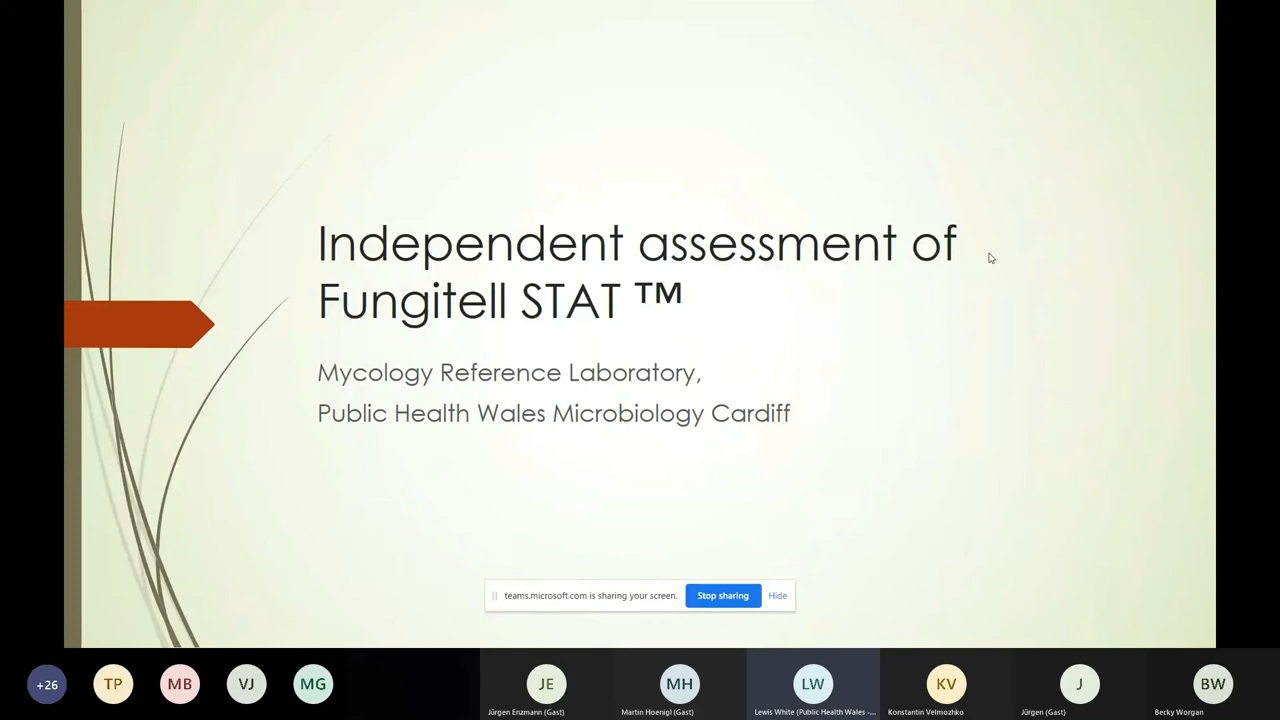 Independent assessment of
Fungitell STAT ™
Mycology Reference Laboratory,
Public Health Wales Microbiology Cardiff
teams.microsoft.com is sharing your screen.
Stop sharing
Hide
+26
TP
MB
VJ
MG
JE
MH
LW
KV
J
BW
Jürgen Enzmann (Gast)
Martin Hoenigl (Gast)
Lewis White (Public Health Wales -...
Konstantin Velmozhko
Jürgen (Gast)
Becky Worgan